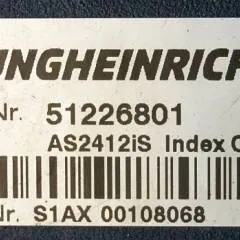 UNGHEINRICH
Nr. 51226801
AS2412iS Index C
Nr. S1AX 00108068